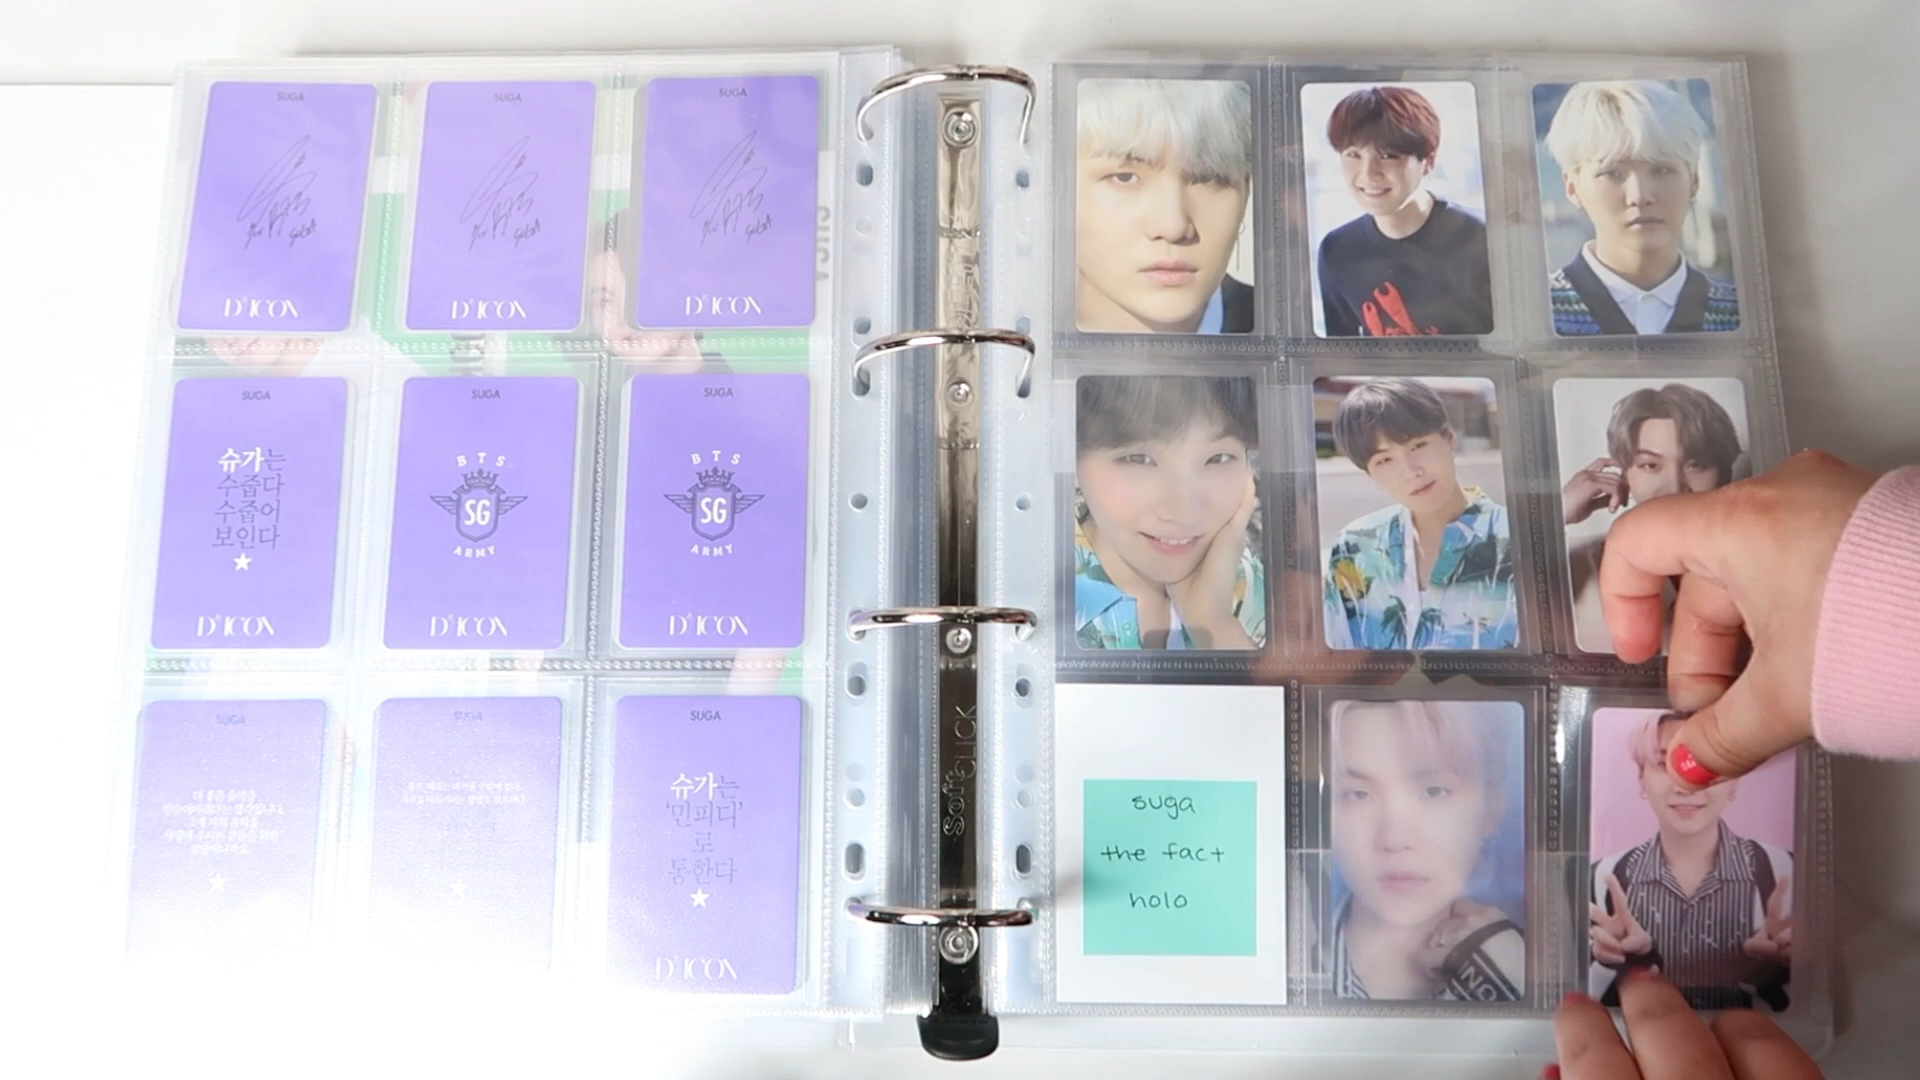 SUGA
D'ICON
SUGA
D'ICON
SUGA
D'ICON
SUGA
슈가는
수줍다
수줍어
보인다
D'ICON
SUGA
BTS
SG
ARMY
D'ICON
SUGA
BTS
SG
ARMY
D'ICON
SUGA
SUGA
SUGA
슈가는
'민피디'
로
통한다
D'ICON
SoftCLICK
suga
the fact
holo